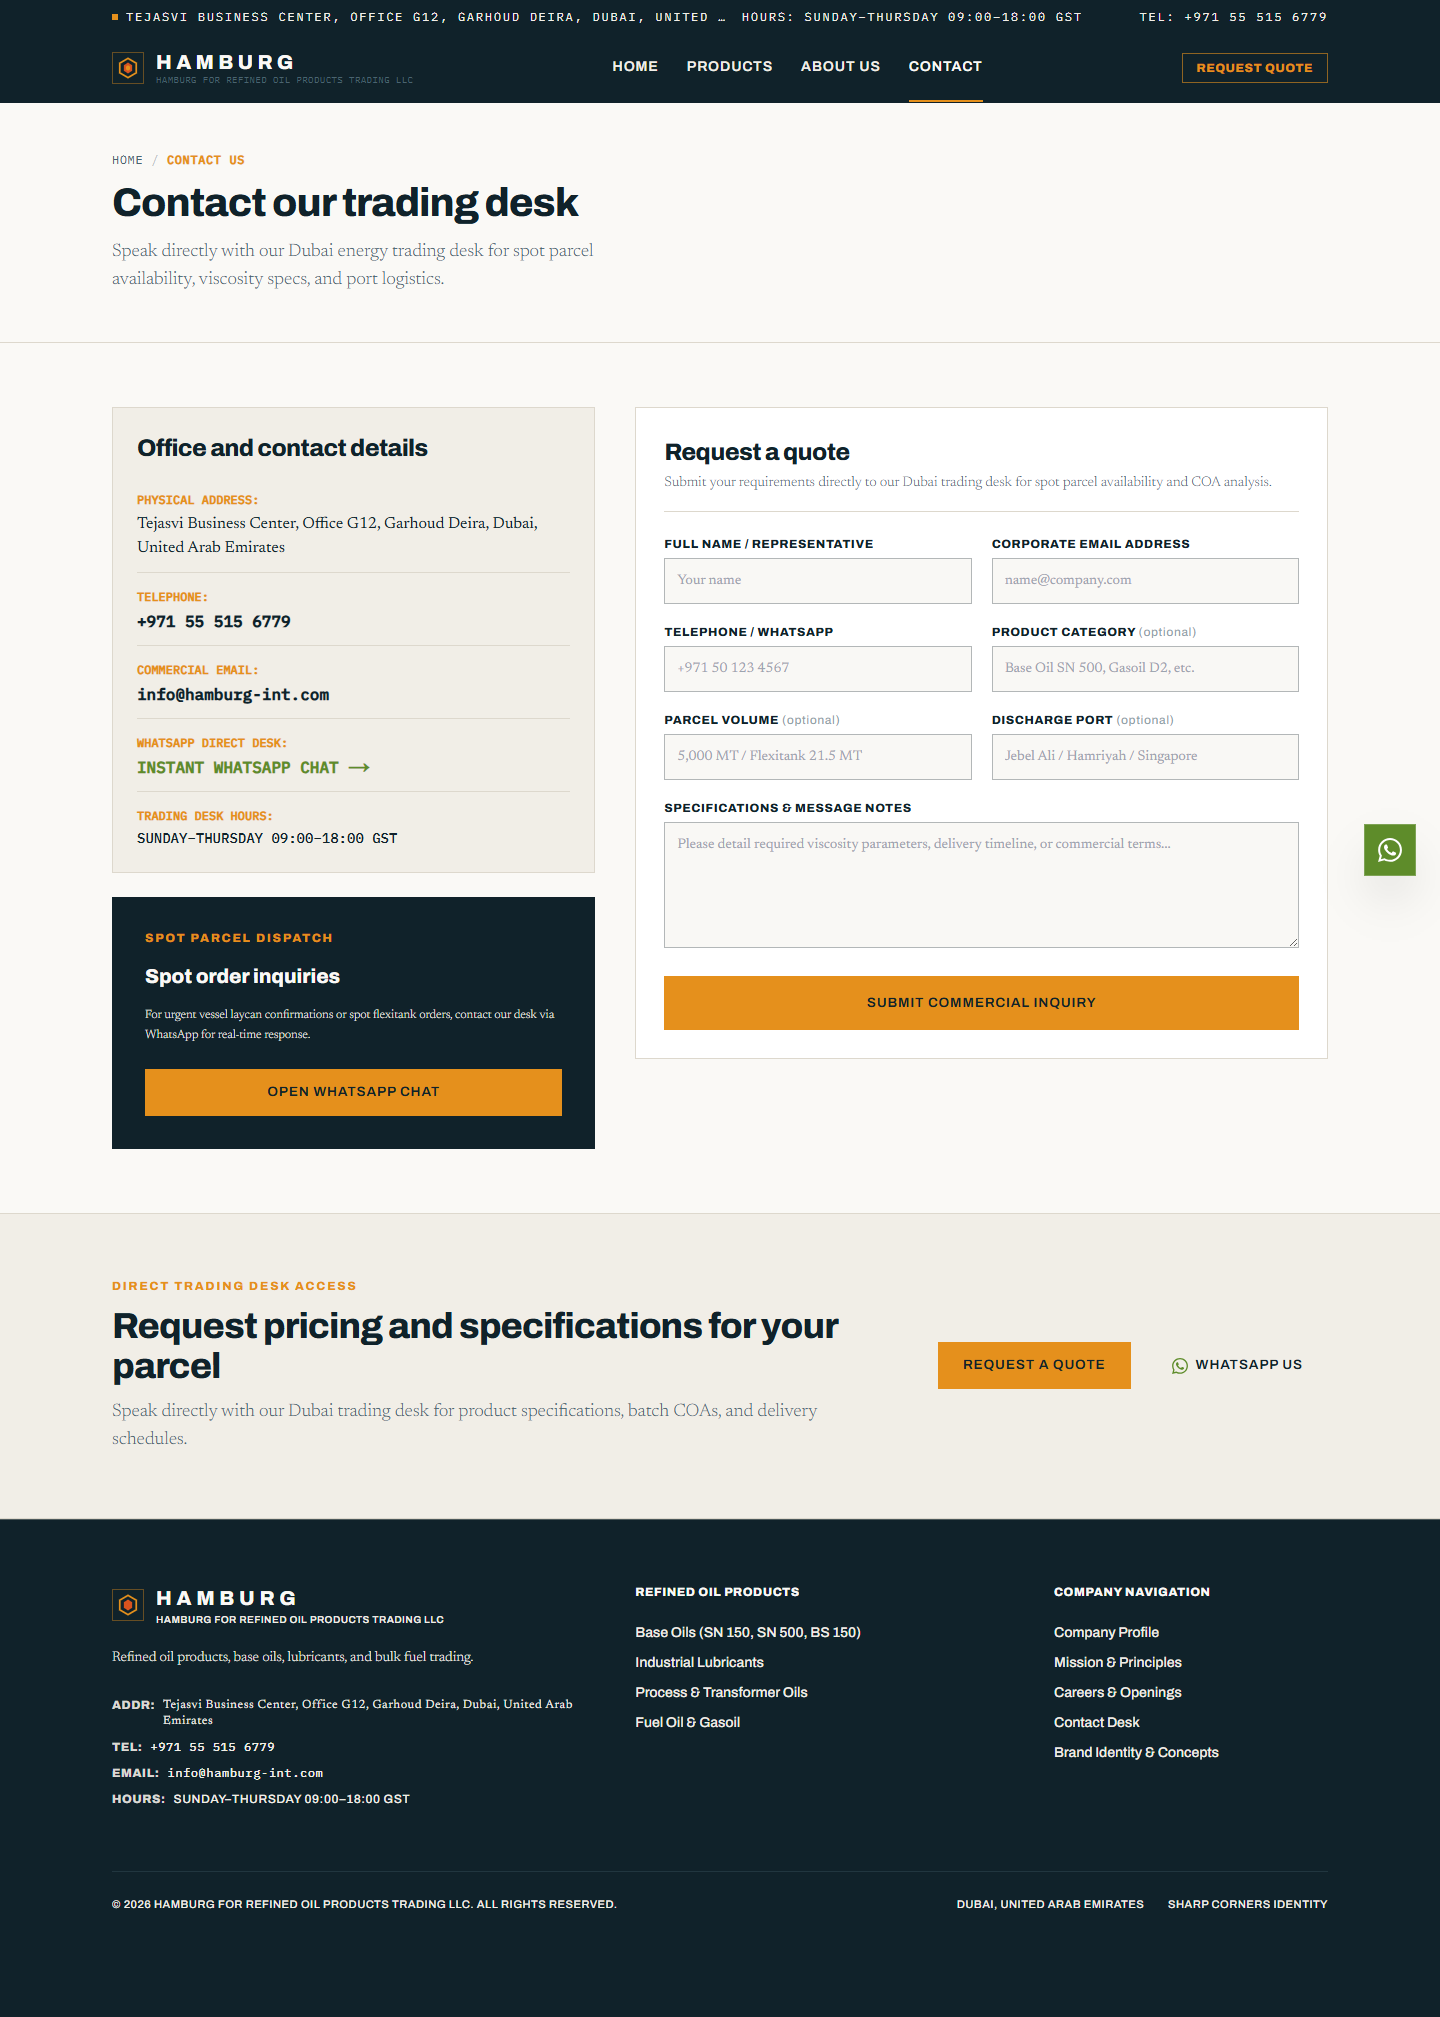 TEJASVI BUSINESS CENTER, OFFICE G12, GARHOUD DEIRA, DUBAI, UNITED … HOURS: SUNDAY–THURSDAY 09:00–18:00 GST TEL: +971 55 515 6779
HAMBURG
HAMBURG FOR REFINED OIL PRODUCTS TRADING LLC
HOME PRODUCTS ABOUT US CONTACT
REQUEST QUOTE
HOME / CONTACT US
Contact our trading desk
Speak directly with our Dubai energy trading desk for spot parcel
availability, viscosity specs, and port logistics.
Office and contact details
PHYSICAL ADDRESS:
Tejasvi Business Center, Office G12, Garhoud Deira, Dubai,
United Arab Emirates
TELEPHONE:
+971 55 515 6779
COMMERCIAL EMAIL:
info@hamburg-int.com
WHATSAPP DIRECT DESK:
INSTANT WHATSAPP CHAT ⟶
TRADING DESK HOURS:
SUNDAY–THURSDAY 09:00–18:00 GST
SPOT PARCEL DISPATCH
Spot order inquiries
For urgent vessel laycan confirmations or spot flexitank orders, contact our desk via
WhatsApp for real-time response.
OPEN WHATSAPP CHAT
Request a quote
Submit your requirements directly to our Dubai trading desk for spot parcel availability and COA analysis.
FULL NAME / REPRESENTATIVE
Your name
CORPORATE EMAIL ADDRESS
name@company.com
TELEPHONE / WHATSAPP
+971 50 123 4567
PRODUCT CATEGORY (optional)
Base Oil SN 500, Gasoil D2, etc.
PARCEL VOLUME (optional)
5,000 MT / Flexitank 21.5 MT
DISCHARGE PORT (optional)
Jebel Ali / Hamriyah / Singapore
SPECIFICATIONS & MESSAGE NOTES
Please detail required viscosity parameters, delivery timeline, or commercial terms...
SUBMIT COMMERCIAL INQUIRY
DIRECT TRADING DESK ACCESS
Request pricing and specifications for your
parcel
Speak directly with our Dubai trading desk for product specifications, batch COAs, and delivery
schedules.
REQUEST A QUOTE
WHATSAPP US
HAMBURG
HAMBURG FOR REFINED OIL PRODUCTS TRADING LLC
Refined oil products, base oils, lubricants, and bulk fuel trading.
ADDR: Tejasvi Business Center, Office G12, Garhoud Deira, Dubai, United Arab
Emirates
TEL: +971 55 515 6779
EMAIL: info@hamburg-int.com
HOURS: SUNDAY–THURSDAY 09:00–18:00 GST
REFINED OIL PRODUCTS
Base Oils (SN 150, SN 500, BS 150)
Industrial Lubricants
Process & Transformer Oils
Fuel Oil & Gasoil
COMPANY NAVIGATION
Company Profile
Mission & Principles
Careers & Openings
Contact Desk
Brand Identity & Concepts
© 2026 HAMBURG FOR REFINED OIL PRODUCTS TRADING LLC. ALL RIGHTS RESERVED.
DUBAI, UNITED ARAB EMIRATES SHARP CORNERS IDENTITY